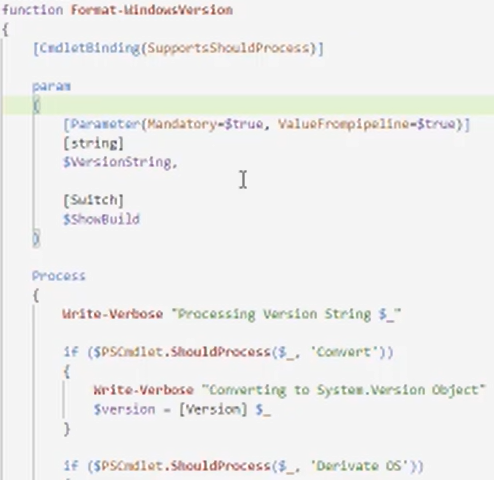 function Format-WindowsVersion
{
[CmdletBinding(SupportsShouldProcess)]
param
(
[Parameter(Mandatory=$true, ValueFrompipeline=$true)]
[string]
$VersionString,
[Switch]
$ShowBuild
)
Process
{
Write-Verbose "Processing Version String $_"
if ($PSCmdlet.ShouldProcess($_, 'Convert'))
{
Write-Verbose "Converting to System.Version Object"
$version = [Version] $_
}
if ($PSCmdlet.ShouldProcess($_, 'Derivate OS'))